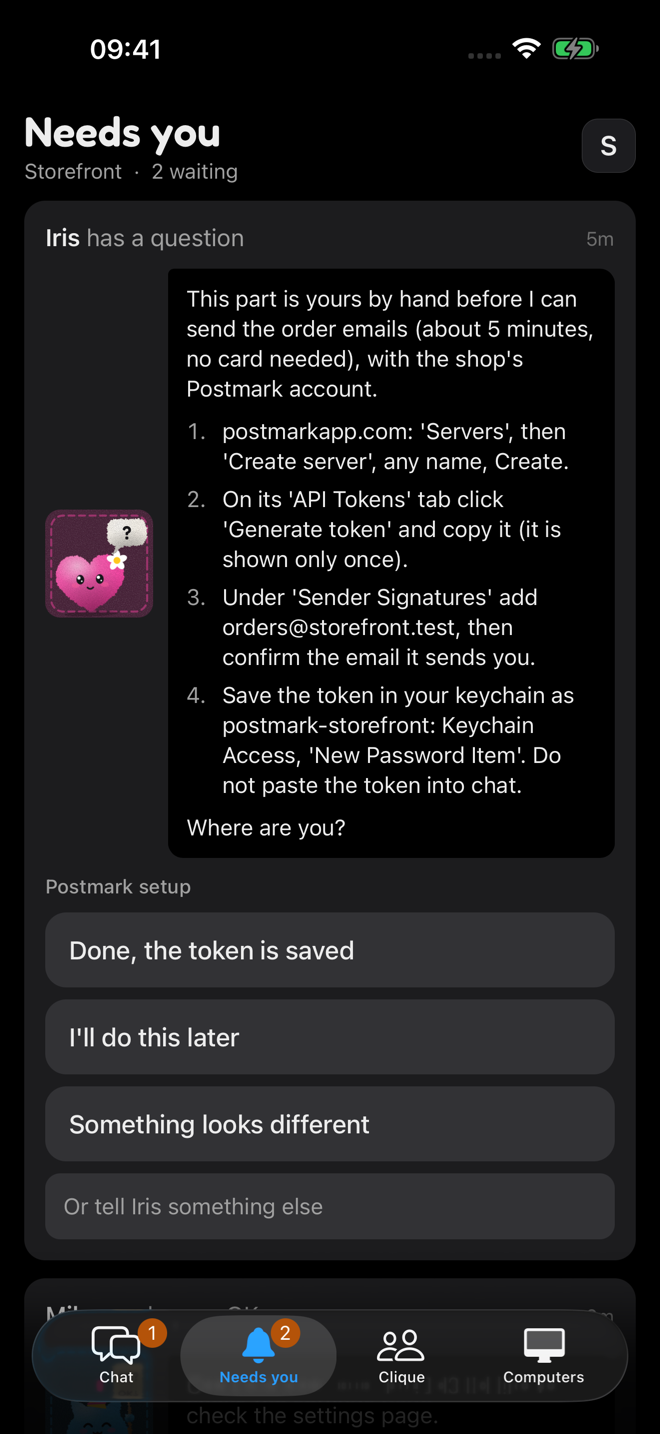 09:41
Needs you
Storefront · 2 waiting
S
Iris has a question
5m
This part is yours by hand before I can
send the order emails (about 5 minutes,
no card needed), with the shop's
Postmark account.
1. postmarkapp.com: 'Servers', then
'Create server', any name, Create.
2. On its 'API Tokens' tab click
'Generate token' and copy it (it is
shown only once).
3. Under 'Sender Signatures' add
orders@storefront.test, then
confirm the email it sends you.
4. Save the token in your keychain as
postmark-storefront: Keychain
Access, 'New Password Item'. Do
not paste the token into chat.
Where are you?
?
Postmark setup
Done, the token is saved
I'll do this later
Something looks different
Or tell Iris something else
1
2
Chat
Needs you
Clique
Computers
check the settings page.